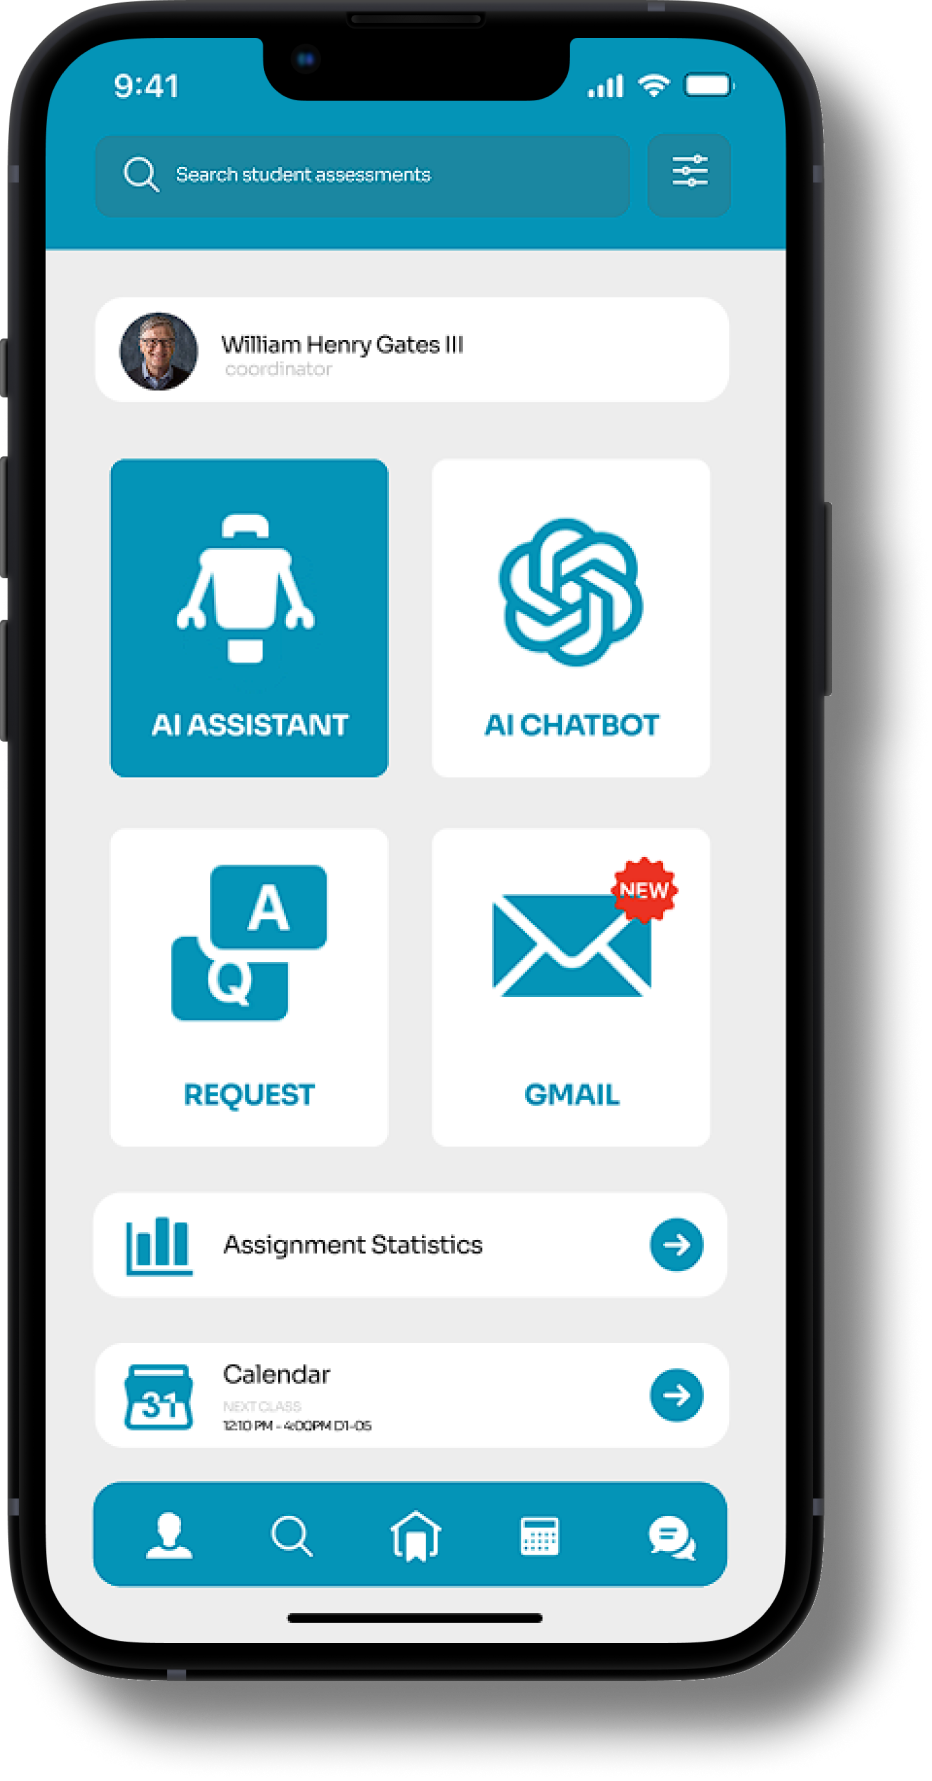 9:41
Search student assessments
William Henry Gates III
coordinator
AI ASSISTANT
AI CHATBOT
A
Q
REQUEST
NEW
GMAIL
Assignment Statistics
31
Calendar
NEXT CLASS
12:10 PM - 4:00PM D1-05